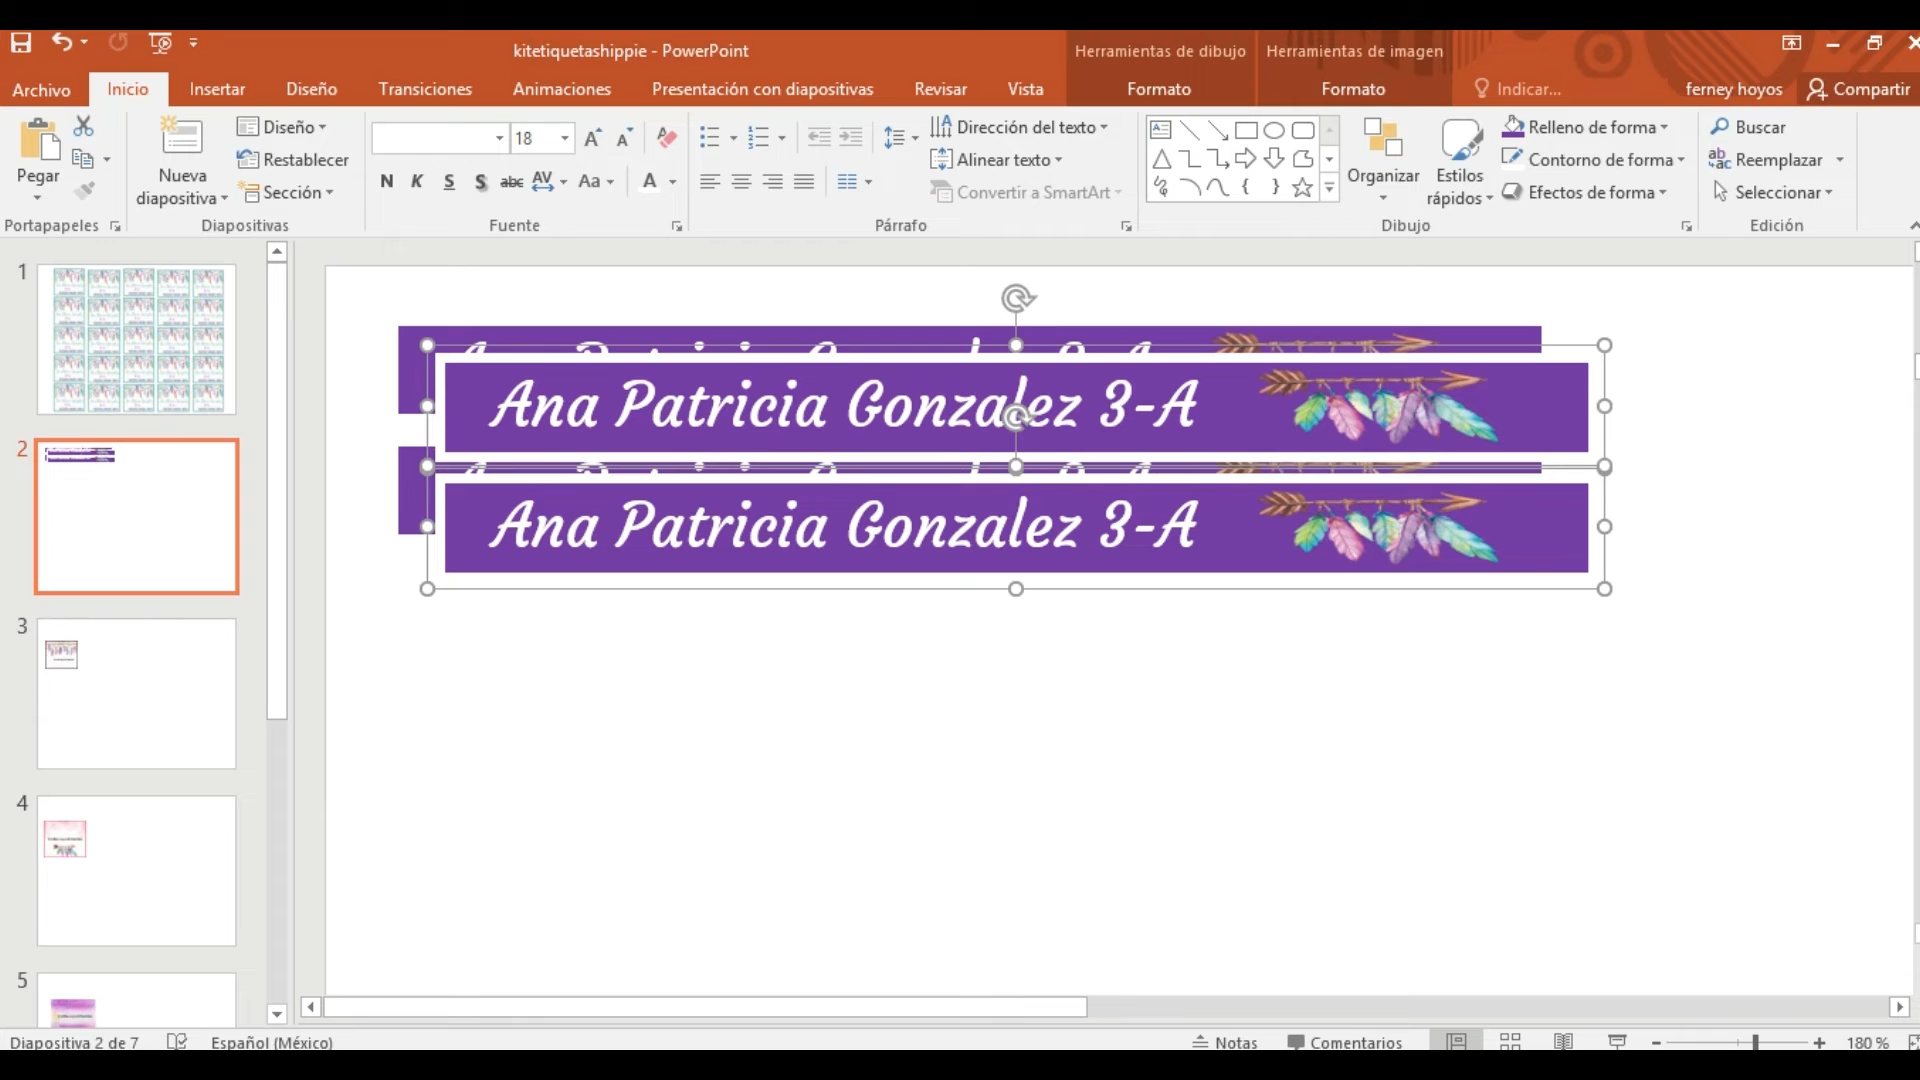 kitetiquetashippie - PowerPoint
Herramientas de dibujo
Herramientas de imagen
Archivo
Inicio
Insertar
Diseño
Transiciones
Animaciones
Presentación con diapositivas
Revisar
Vista
Formato
Formato
Indicar...
ferney hoyos
Compartir
Pegar
Portapapeles
Nueva diapositiva
Diseño
Restablecer
Sección
Diapositivas
18
N K S S abc AV Aa A
Fuente
Dirección del texto
Alinear texto
Convertir a SmartArt
Párrafo
Organizar
Estilos rápidos
Relleno de forma
Contorno de forma
Efectos de forma
Dibujo
Buscar
Reemplazar
Seleccionar
Edición
1
2
3
4
5
Ana Patricia Gonzalez 3-A
Ana Patricia Gonzalez 3-A
Diapositiva 2 de 7
Español (México)
Notas
Comentarios
180 %